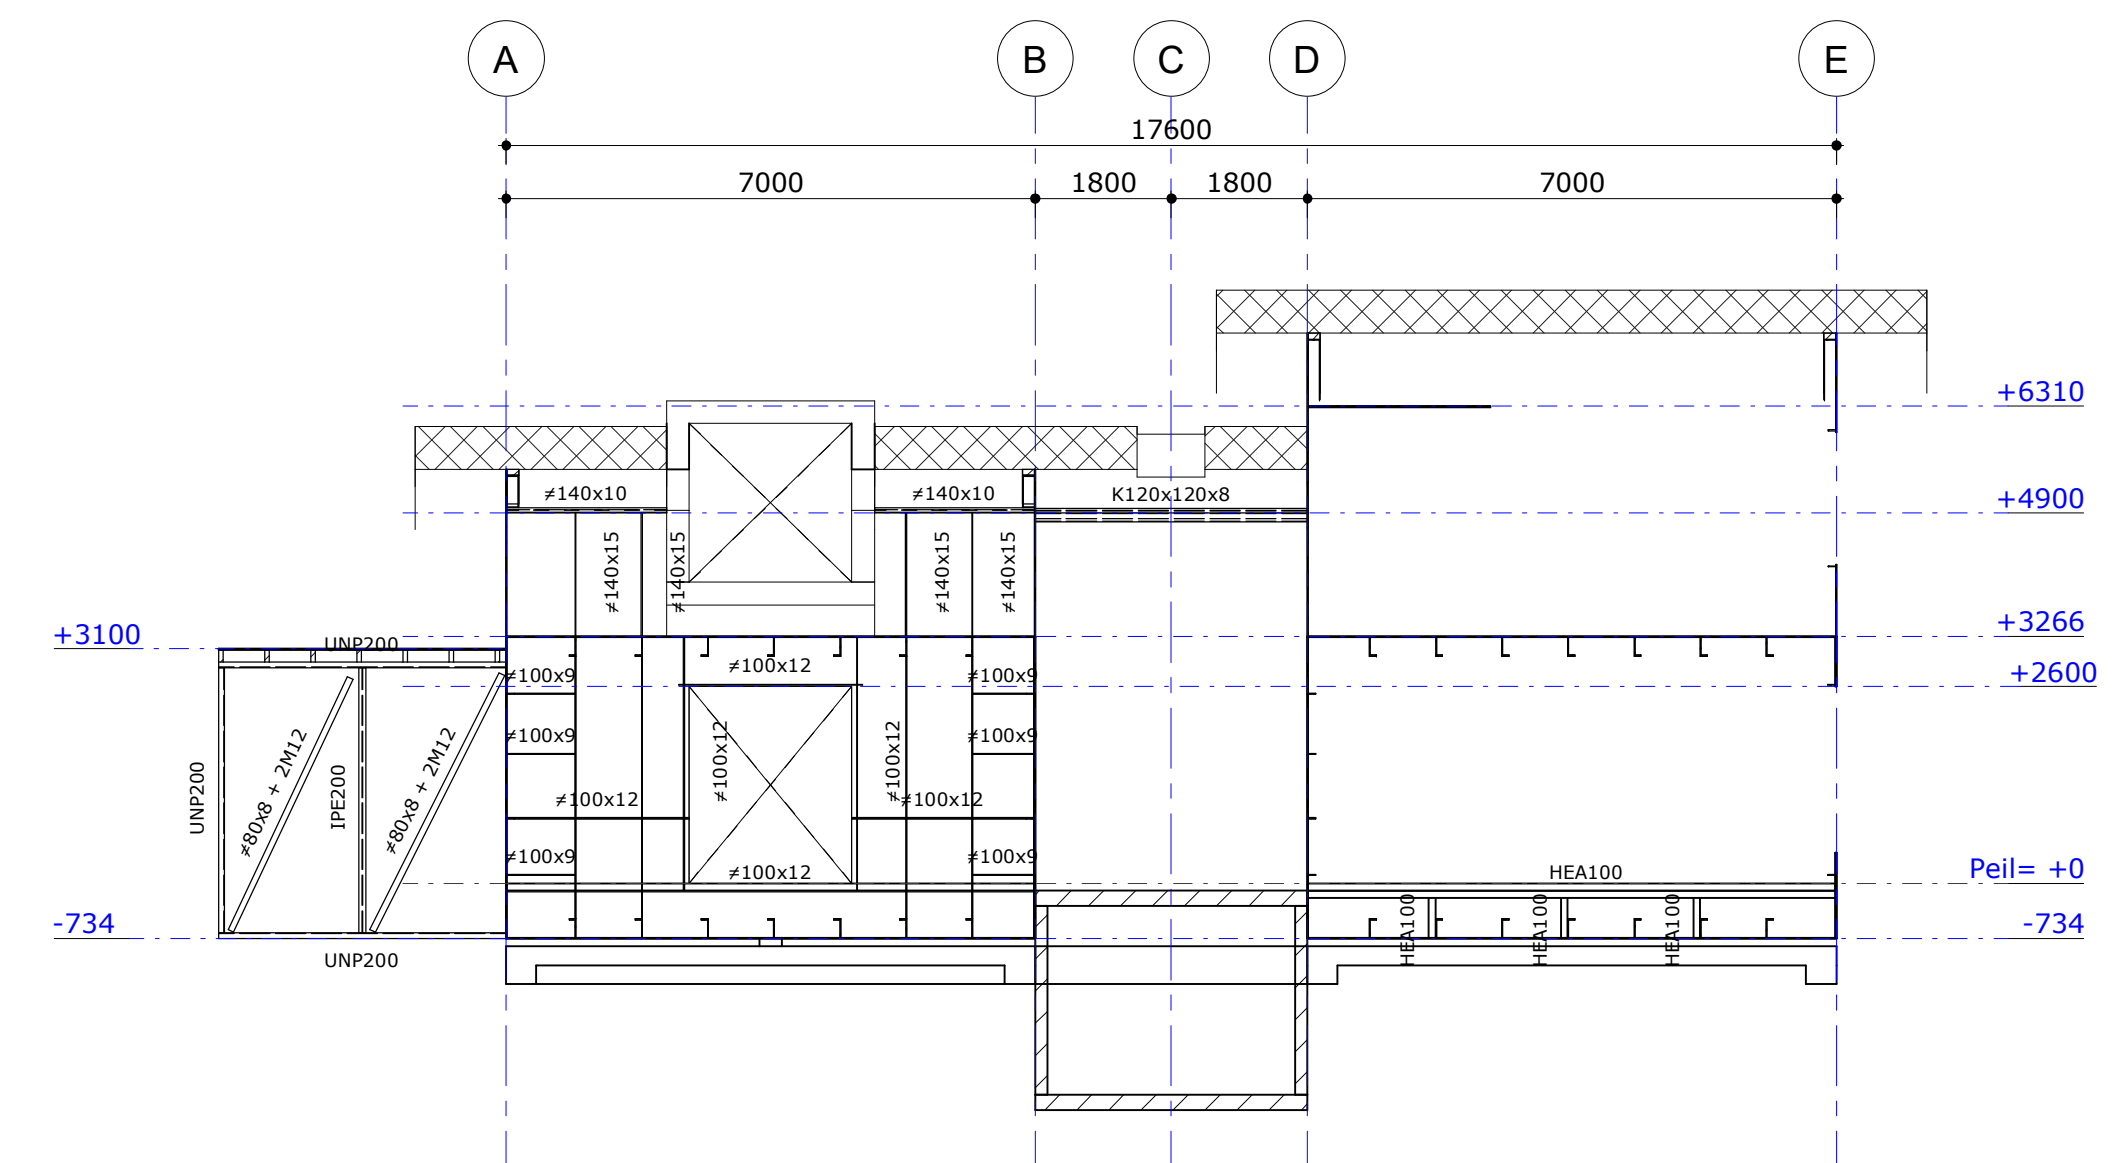 A B C D E
17600
7000 1800 1800 7000
+6310
≠140x10 ≠140x10 K120x120x8
+4900
≠140x15 ≠140x15 ≠140x15 ≠140x15
+3266
+3100 UNP200
≠100x12
≠100x9 ≠100x9
+2600
≠100x9 ≠100x9
≠100x12 ≠100x12
UNP200 ≠80x8 + 2M12 IPE200 ≠80x8 + 2M12
≠100x12 ≠100x12
≠100x9 ≠100x9
≠100x12 HEA100
Peil= +0
HEA100 HEA100 HEA100
-734 -734
UNP200